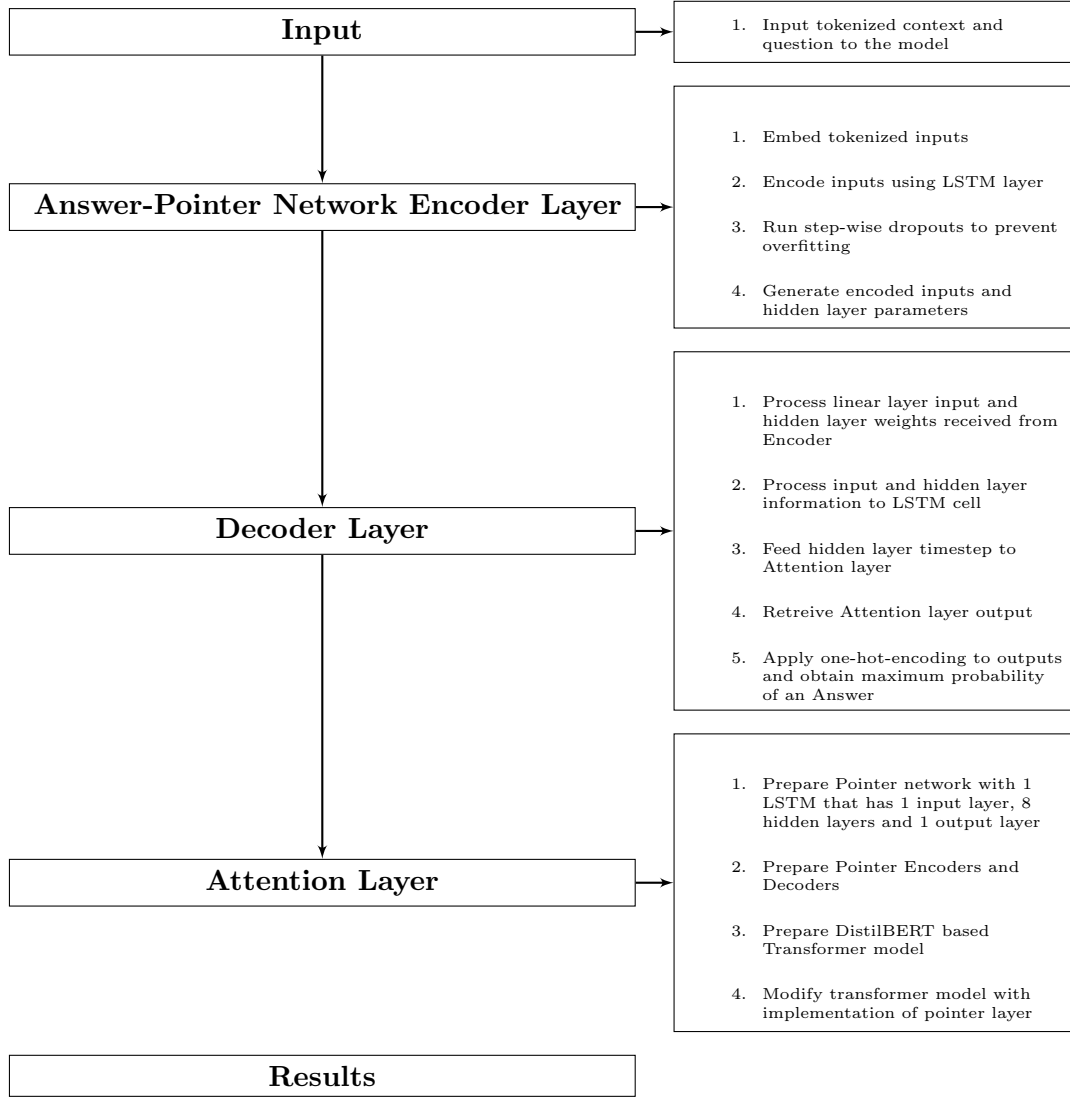 Input
1. Input tokenized context and
question to the model
Answer-Pointer Network Encoder Layer
1. Embed tokenized inputs
2. Encode inputs using LSTM layer
3. Run step-wise dropouts to prevent
overfitting
4. Generate encoded inputs and
hidden layer parameters
Decoder Layer
1. Process linear layer input and
hidden layer weights received from
Encoder
2. Process input and hidden layer
information to LSTM cell
3. Feed hidden layer timestep to
Attention layer
4. Retreive Attention layer output
5. Apply one-hot-encoding to outputs
and obtain maximum probability
of an Answer
Attention Layer
1. Prepare Pointer network with 1
LSTM that has 1 input layer, 8
hidden layers and 1 output layer
2. Prepare Pointer Encoders and
Decoders
3. Prepare DistilBERT based
Transformer model
4. Modify transformer model with
implementation of pointer layer
Results